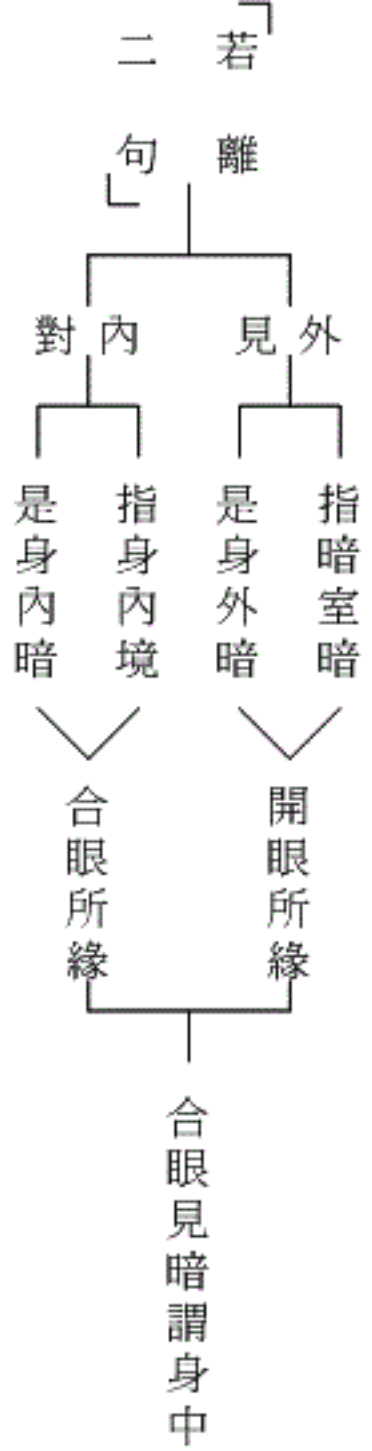 「若離
二句」
外見
內對
指暗室暗
是身外暗
指身內境
是身內暗
開眼所緣
合眼所緣
合眼見暗謂身中